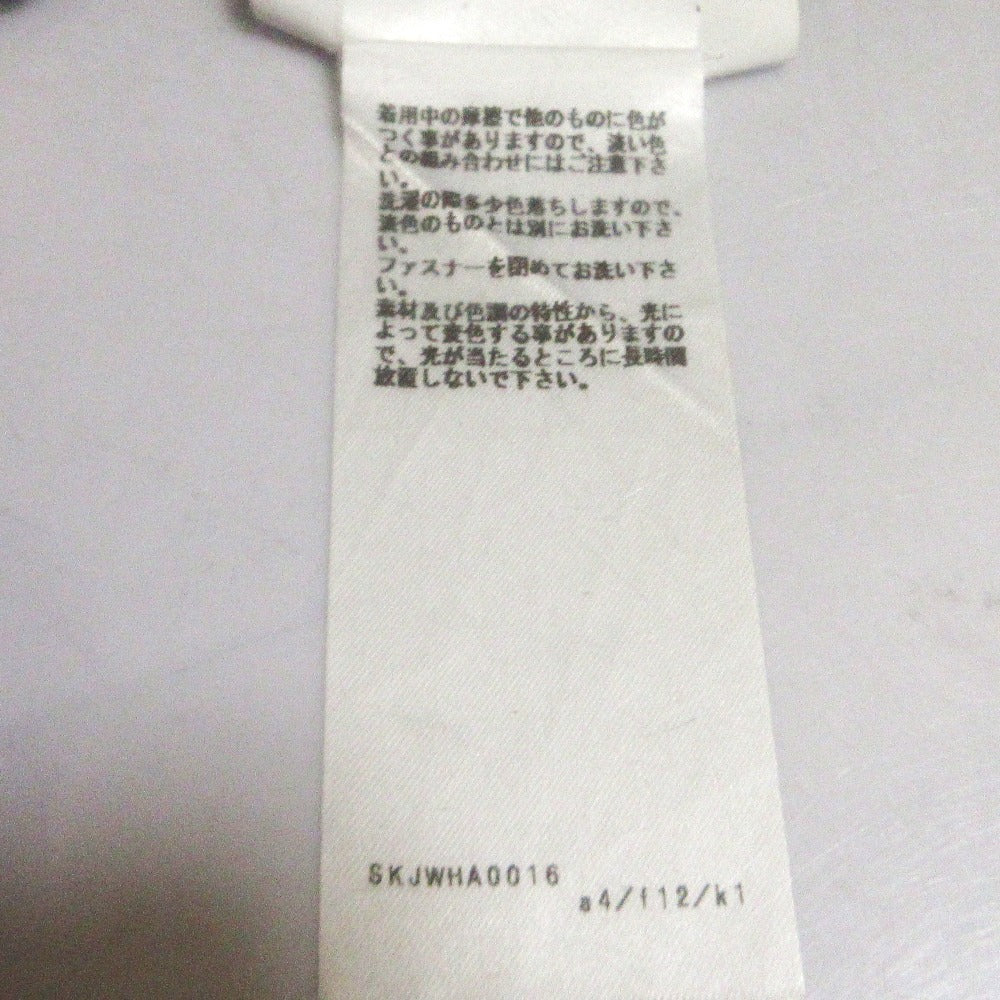 着用中の摩擦で他のものに色が
つく事がありますので、淡い色
との組み合わせにはご注意下さ
い。
洗濯の際多少色落ちしますので、
淡色のものとは別にお洗い下さ
い。
ファスナーを閉めてお洗い下さ
い。
素材及び色調の特性から、光に
よって変色する事がありますの
で、光が当たるところに長時間
放置しないで下さい。
SKJWHA0016
a4/f12/k1